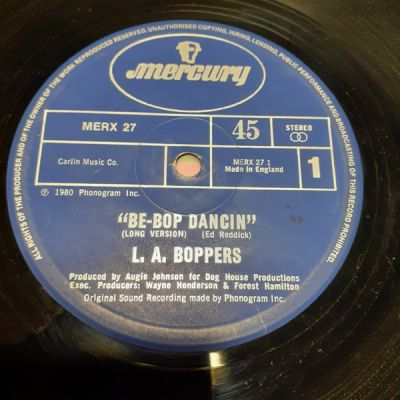 ALL RIGHTS OF THE PRODUCER AND OF THE OWNER OF THE WORK REPRODUCED RESERVED. UNAUTHORISED COPYING, HIRING, LENDING, PUBLIC PERFORMANCE AND BROADCASTING OF THIS RECORD PROHIBITED.
mercury
MERX 27
45
STEREO
Carlin Music Co.
MERX 27 1
Made in England
1
℗ 1980 Phonogram Inc.
"BE-BOP DANCIN"
(LONG VERSION) (Ed Reddick)
L. A. BOPPERS
Produced by Augie Johnson for Dog House Productions
Exec. Producers: Wayne Henderson & Forest Hamilton
Original Sound Recording made by Phonogram Inc.